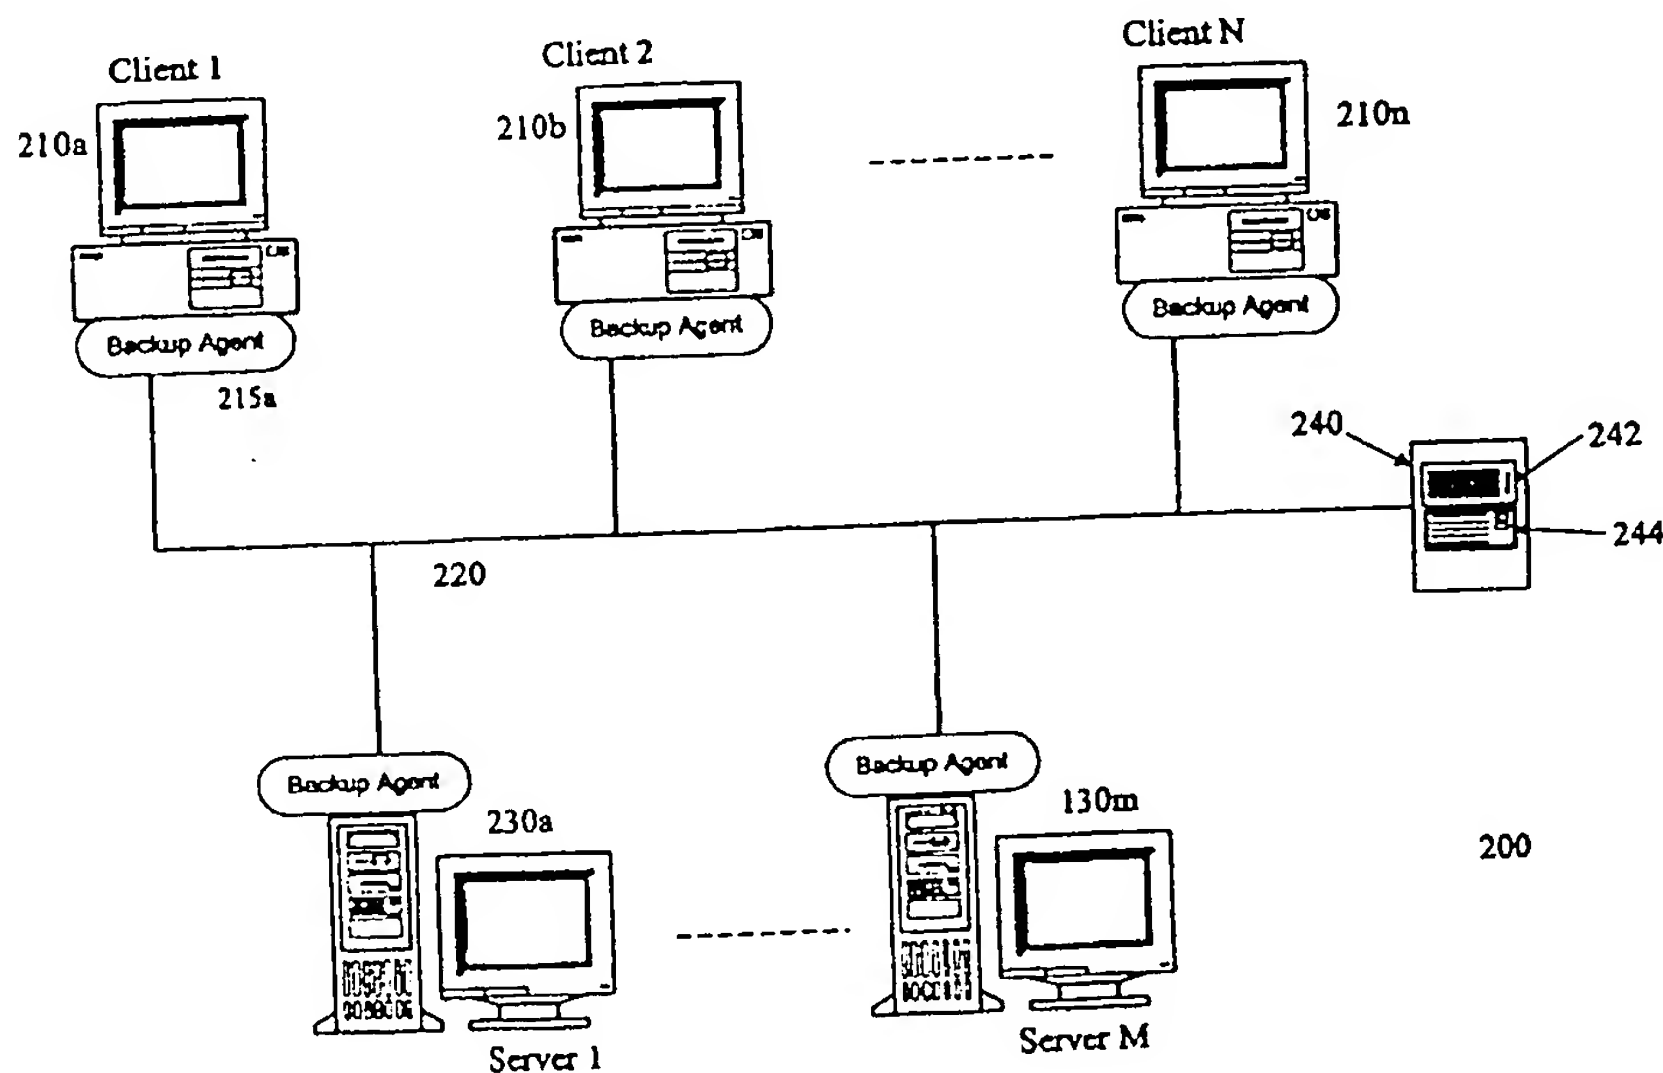 Client 1
Client 2
Client N
210a
210b
210n
Backup Agent
Backup Agent
Backup Agent
215a
240
242
244
220
Backup Agent
Backup Agent
230a
130m
200
Server 1
Server M